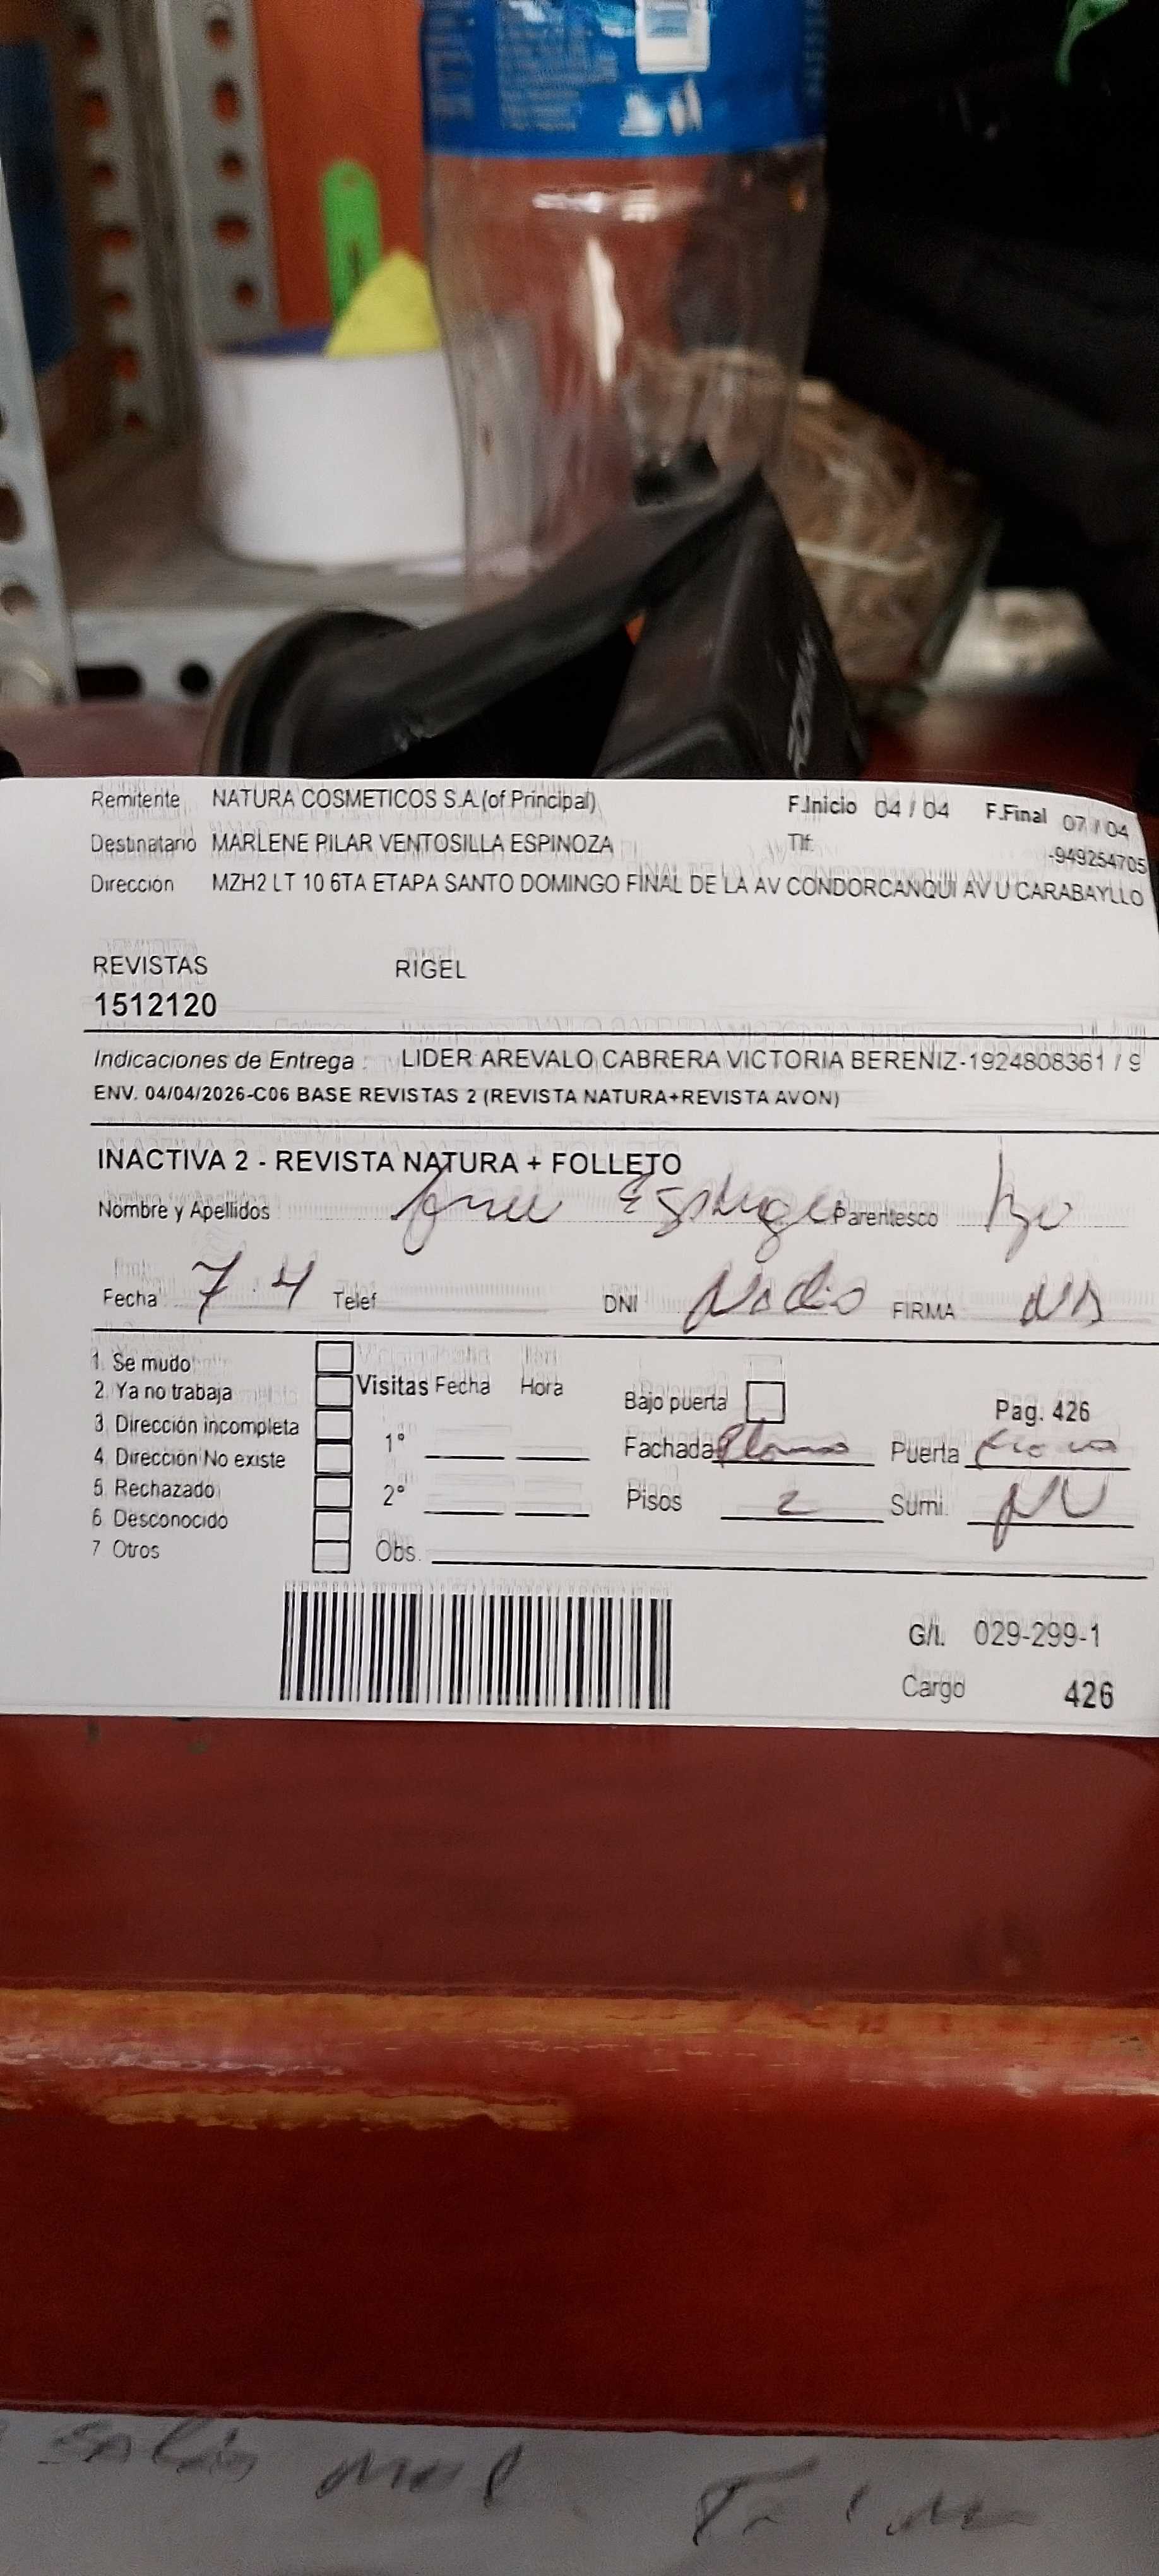 Remitente NATURA COSMETICOS S.A.(of.Principal) F.Inicio 04 / 04 F.Final 07 / 04
Destinatario MARLENE PILAR VENTOSILLA ESPINOZA Tlf. -949254705
Dirección MZH2 LT 10 6TA ETAPA SANTO DOMINGO FINAL DE LA AV CONDORCANQUI AV U CARABAYLLO
REVISTAS RIGEL
1512120
Indicaciones de Entrega : LIDER AREVALO CABRERA VICTORIA BERENIZ-1924808361 / 9
ENV. 04/04/2026-C06 BASE REVISTAS 2 (REVISTA NATURA+REVISTA AVON)
INACTIVA 2 - REVISTA NATURA + FOLLETO
Nombre y Apellidos Parentesco
Fecha 7 . 4 Telef DNI FIRMA
1. Se mudo
2. Ya no trabaja Visitas Fecha Hora Bajo puerta Pag. 426
3. Dirección incompleta 1° Fachada Puerta
4. Dirección No existe
5. Rechazado 2° Pisos 2 Sumi.
6. Desconocido
7 Otros Obs.
G/I. 029-299-1
Cargo 426